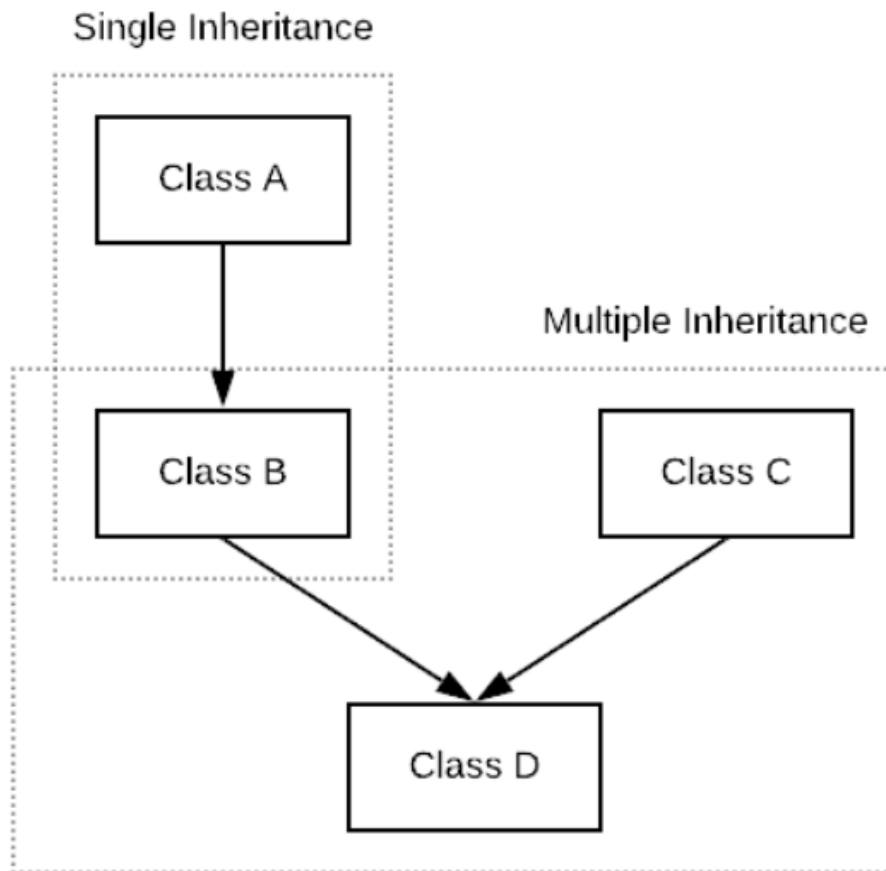 Single Inheritance
Class A
Multiple Inheritance
Class B
Class C
Class D